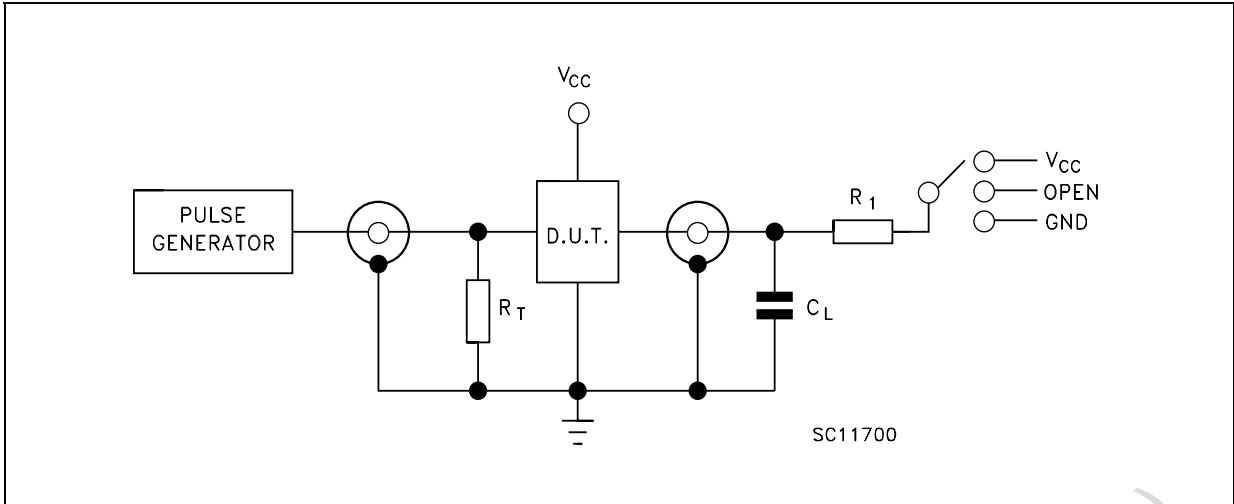 VCC
PULSE
GENERATOR
D.U.T.
RT
R1
CL
VCC
OPEN
GND
SC11700